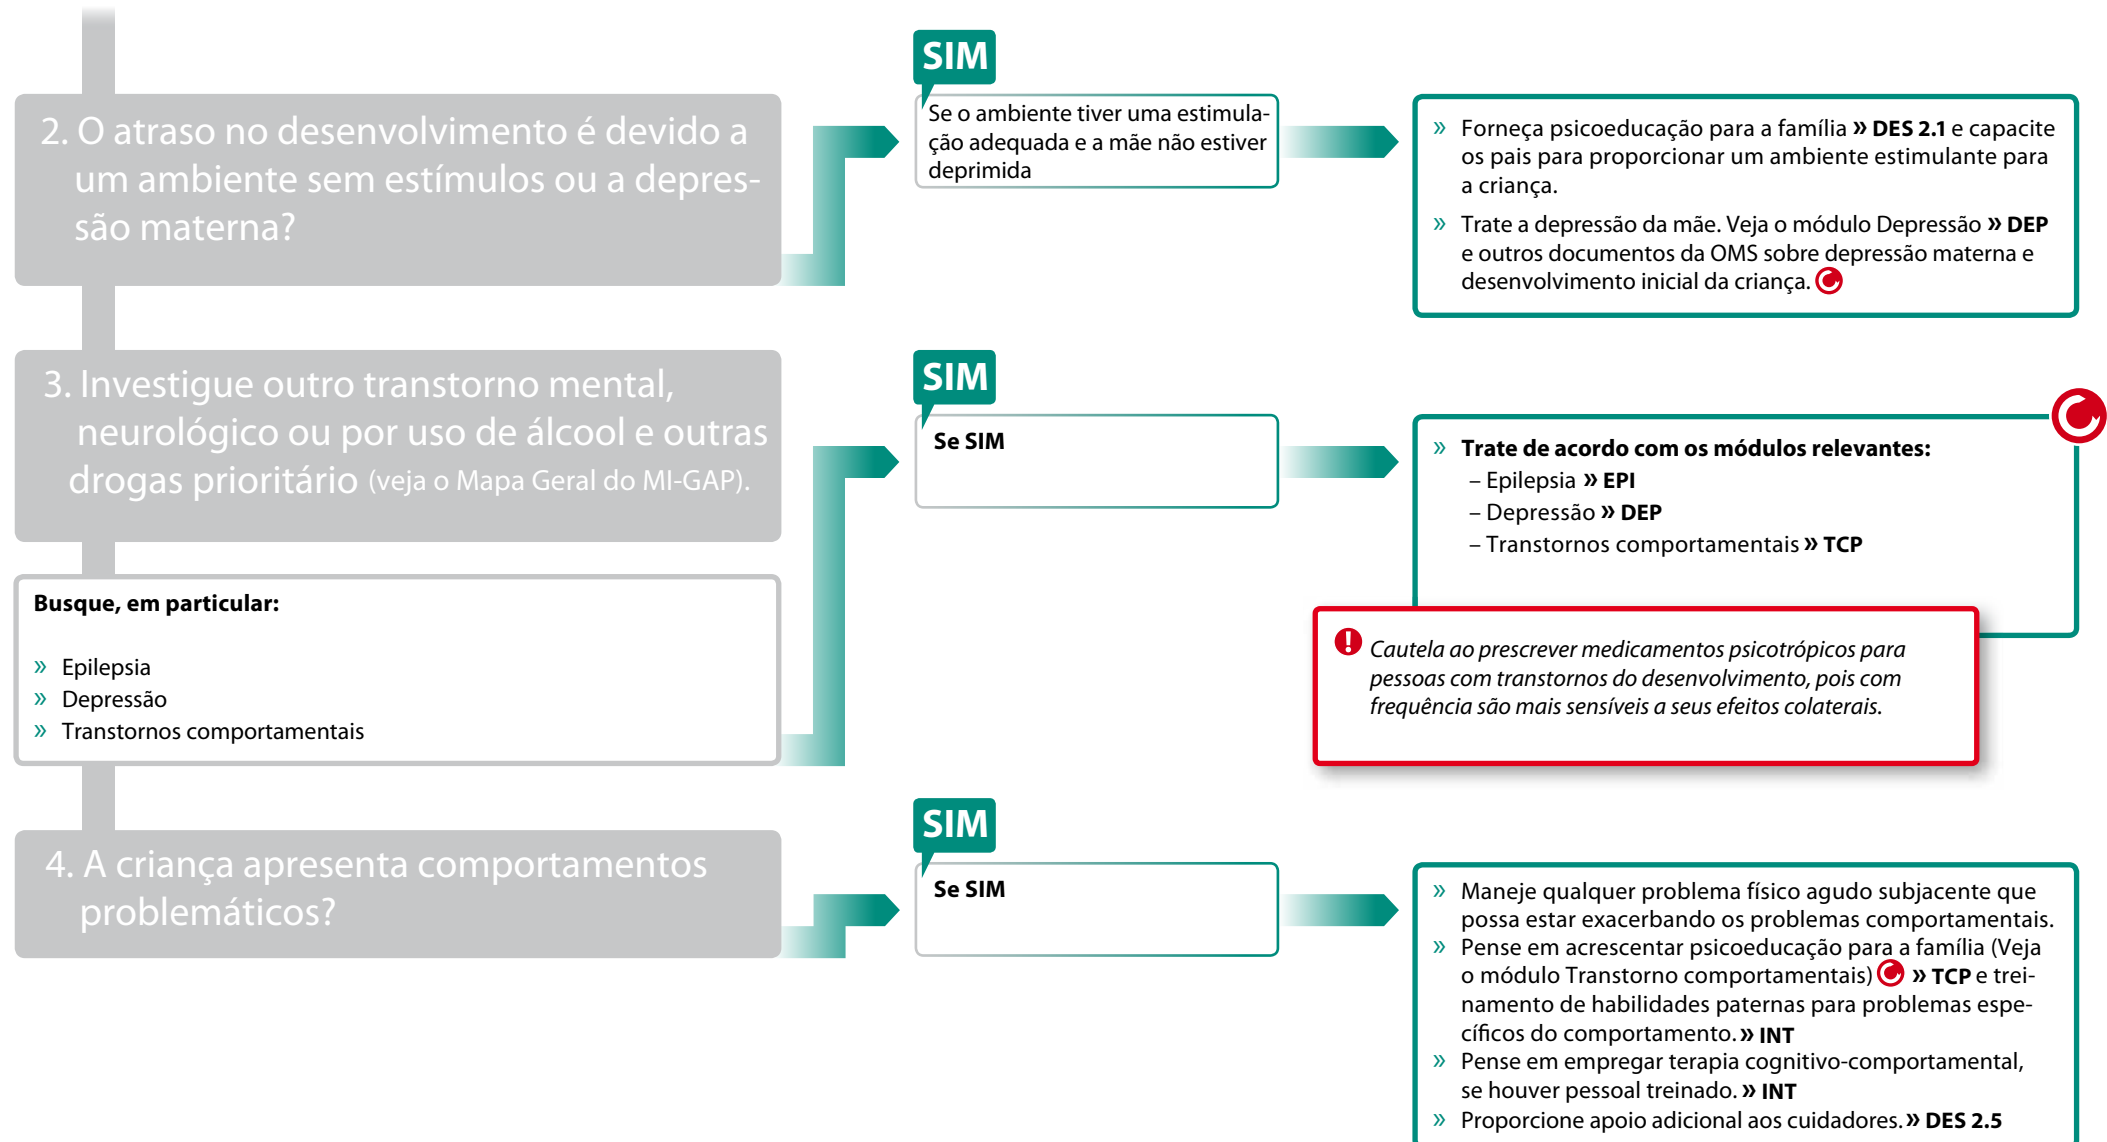 2. O atraso no desenvolvimento é devido a
um ambiente sem estímulos ou a depres-
são materna?
SIM
Se o ambiente tiver uma estimula-
ção adequada e a mãe não estiver
deprimida
» Forneça psicoeducação para a família » DES 2.1 e capacite
os pais para proporcionar um ambiente estimulante para
a criança.
» Trate a depressão da mãe. Veja o módulo Depressão » DEP
e outros documentos da OMS sobre depressão materna e
desenvolvimento inicial da criança.
3. Investigue outro transtorno mental,
neurológico ou por uso de álcool e outras
drogas prioritário (veja o Mapa Geral do MI-GAP).
Busque, em particular:
» Epilepsia
» Depressão
» Transtornos comportamentais
SIM
Se SIM
» Trate de acordo com os módulos relevantes:
– Epilepsia » EPI
– Depressão » DEP
– Transtornos comportamentais » TCP
Cautela ao prescrever medicamentos psicotrópicos para
pessoas com transtornos do desenvolvimento, pois com
frequência são mais sensíveis a seus efeitos colaterais.
4. A criança apresenta comportamentos
problemáticos?
SIM
Se SIM
» Maneje qualquer problema físico agudo subjacente que
possa estar exacerbando os problemas comportamentais.
» Pense em acrescentar psicoeducação para a família (Veja
o módulo Transtorno comportamentais) » TCP e trei-
namento de habilidades paternas para problemas espe-
cíficos do comportamento. » INT
» Pense em empregar terapia cognitivo-comportamental,
se houver pessoal treinado. » INT
» Proporcione apoio adicional aos cuidadores. » DES 2.5